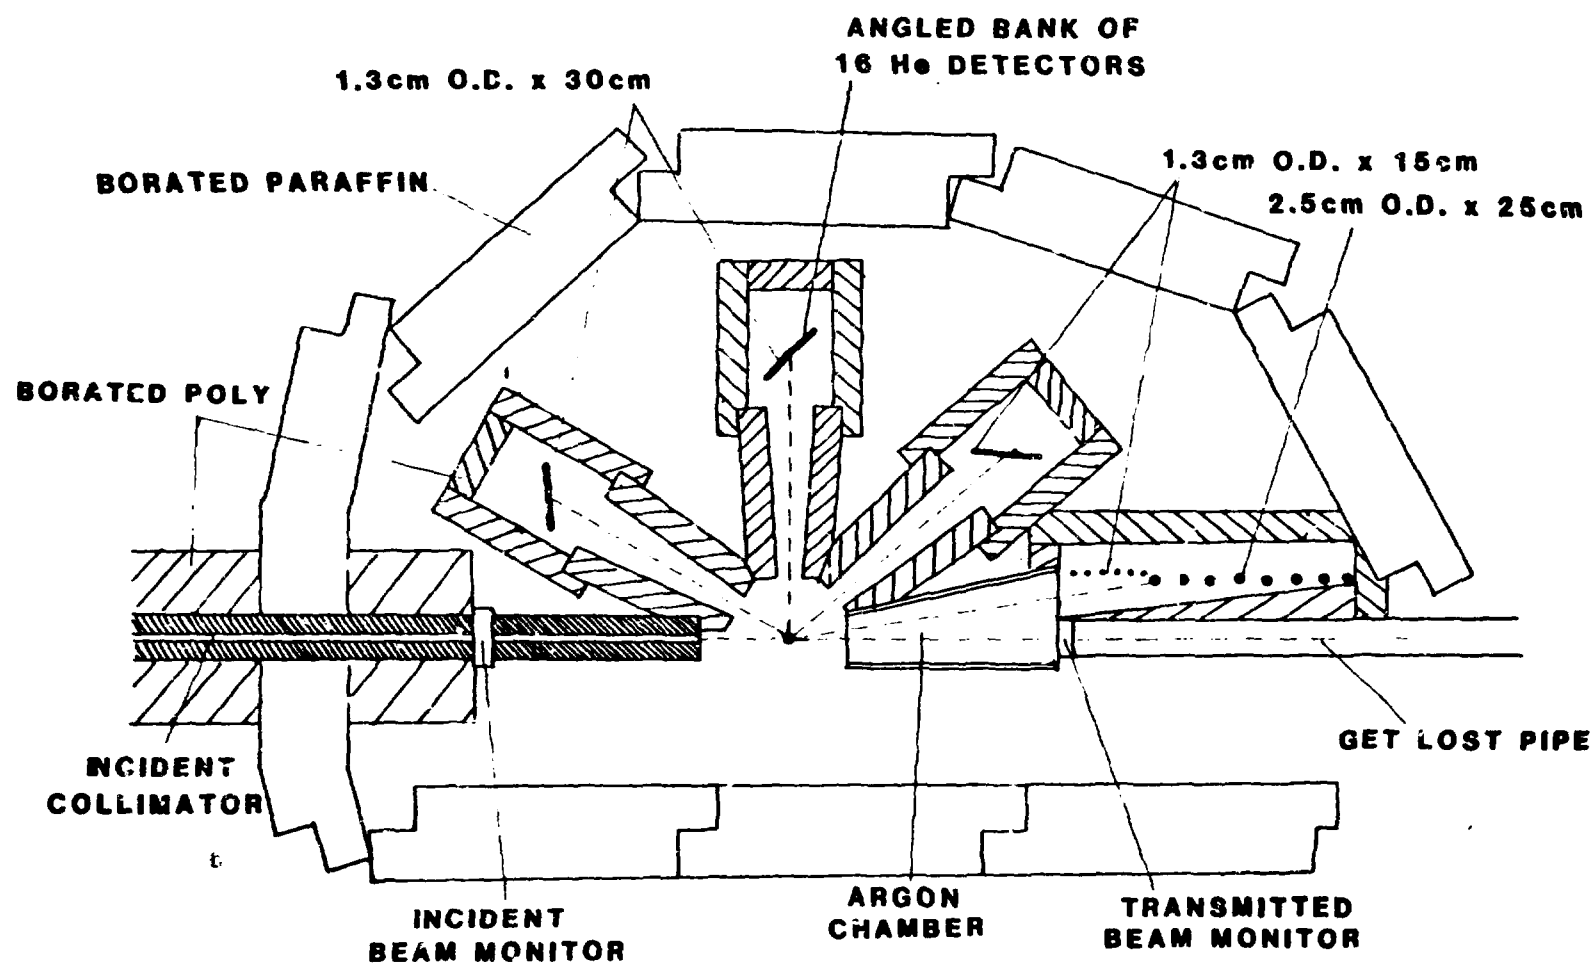 ANGLED BANK OF
16 He DETECTORS
1.3cm O.D. x 30cm
1.3cm O.D. x 15cm
2.5cm O.D. x 25cm
BORATED PARAFFIN
BORATED POLY
INCIDENT
COLLIMATOR
GET LOST PIPE
INCIDENT
BEAM MONITOR
ARGON
CHAMBER
TRANSMITTED
BEAM MONITOR